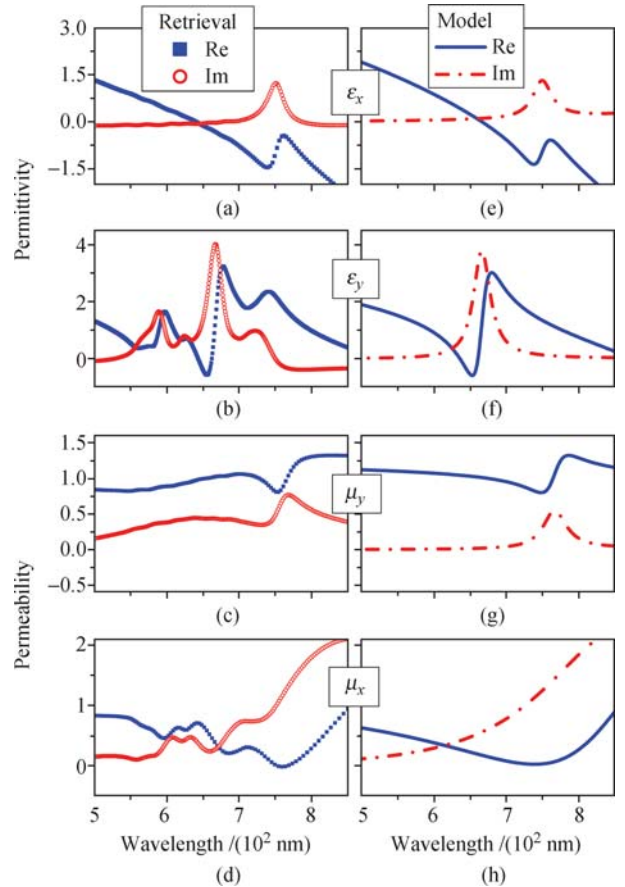 Retrieval
Re
Im
Model
Re
Im
Permittivity
3.0
1.5
0.0
−1.5
εx
(a)
(e)
4
2
0
εy
(b)
(f)
Permeability
1.5
1.0
0.5
0.0
−0.5
μy
(c)
(g)
2
1
0
μx
5 6 7 8
5 6 7 8
Wavelength /(10² nm)
Wavelength /(10² nm)
(d)
(h)